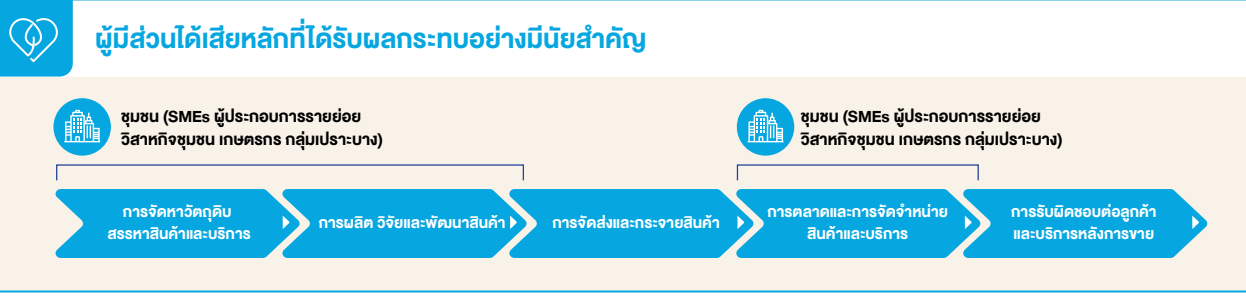 ผู้มีส่วนได้เสียหลักที่ได้รับผลกระทบอย่างมีนัยสำคัญ
ชุมชน (SMEs ผู้ประกอบการรายย่อย
วิสาหกิจชุมชน เกษตรกร กลุ่มเปราะบาง)
ชุมชน (SMEs ผู้ประกอบการรายย่อย
วิสาหกิจชุมชน เกษตรกร กลุ่มเปราะบาง)
การจัดหาวัตถุดิบ
สรรหาสินค้าและบริการ
การผลิต วิจัยและพัฒนาสินค้า
การจัดส่งและกระจายสินค้า
การตลาดและการจัดจำหน่าย
สินค้าและบริการ
การรับผิดชอบต่อลูกค้า
และบริการหลังการขาย